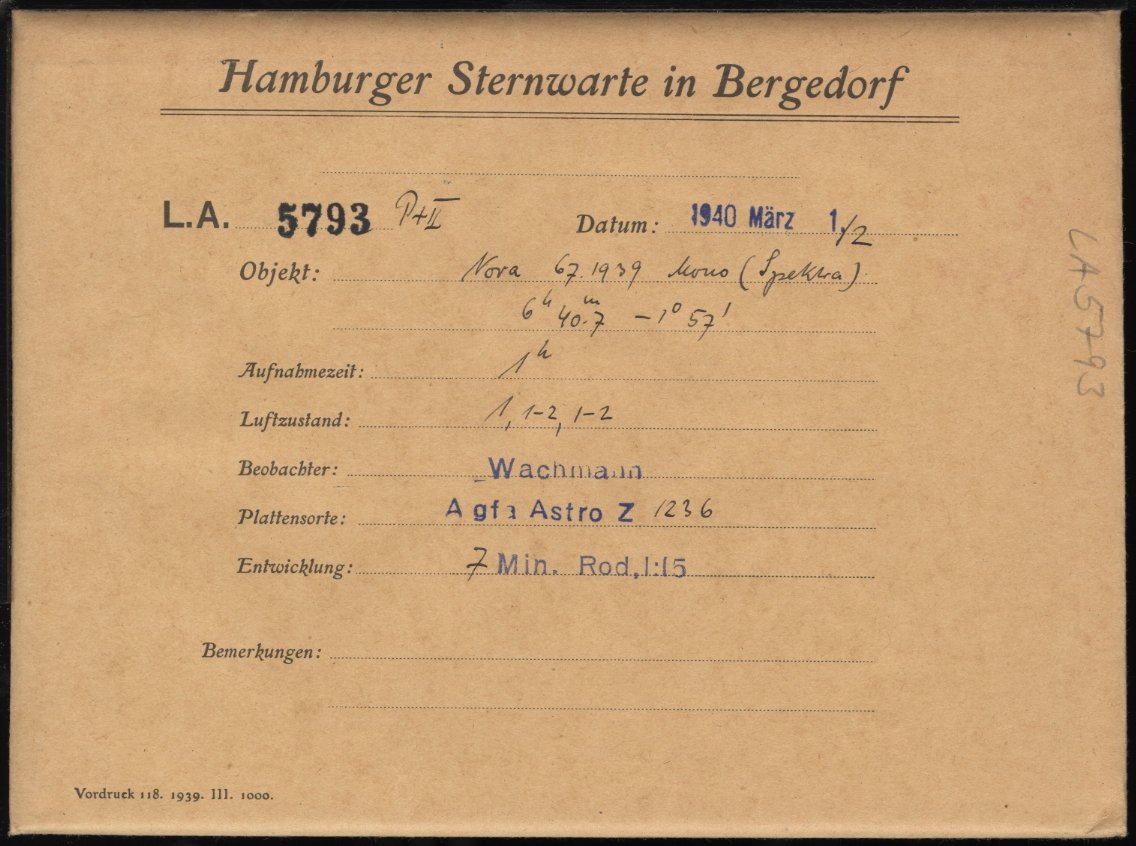 Hamburger Sternwarte in Bergedorf
L.A. 5793 P+II Datum: 1940 März 1./2
Objekt: Nova 67.1939 Mono (Spektra)
6h 40m.7 -1° 57'
Aufnahmezeit: 1h
Luftzustand: 1, 1-2, 1-2
Beobachter: Wachmann
Plattensorte: Agfa Astro Z 1236
Entwicklung: 7 Min. Rod. 1:15
Bemerkungen:
Vordruck 118. 1939. III. 1000.
LA 5793